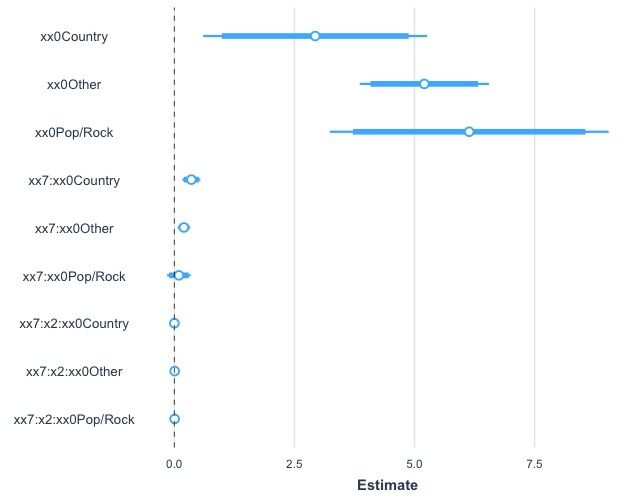 xx0Country
xx0Other
xx0Pop/Rock
xx7:xx0Country
xx7:xx0Other
xx7:xx0Pop/Rock
xx7:x2:xx0Country
xx7:x2:xx0Other
xx7:x2:xx0Pop/Rock
0.0 2.5 5.0 7.5
Estimate